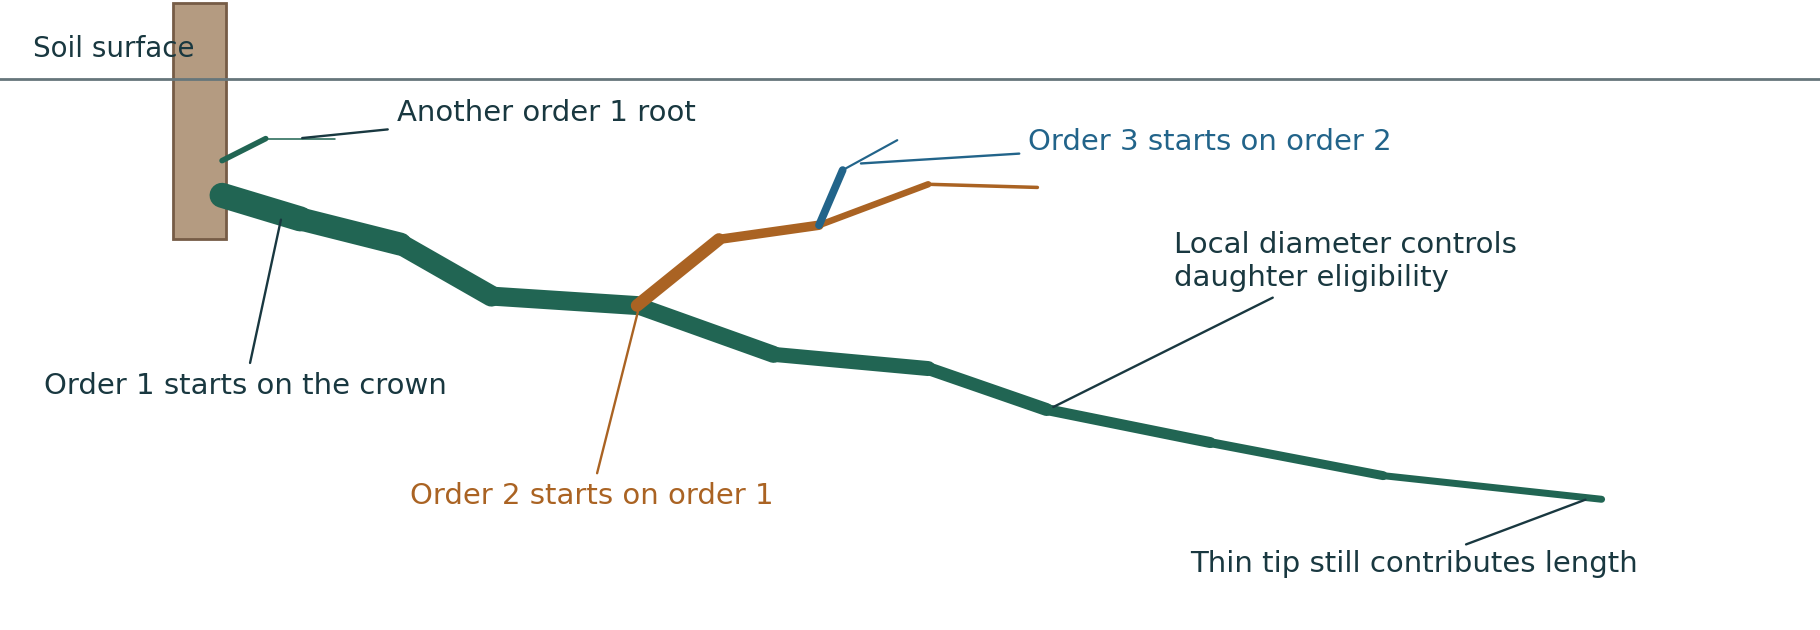 Soil surface
Another order 1 root
Order 3 starts on order 2
Local diameter controls
daughter eligibility
Order 1 starts on the crown
Order 2 starts on order 1
Thin tip still contributes length